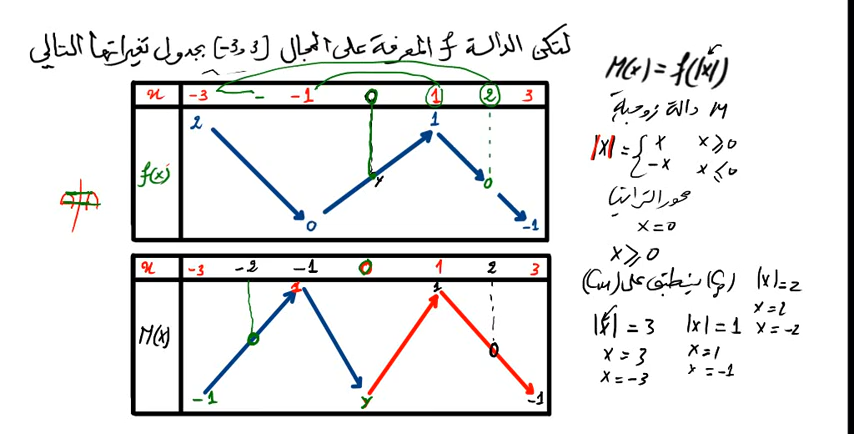 لتكن الدالة f المعرفة على المجال [-3, 3] بجدول تغيراتها التالي
x -3 - -1 0 1 2 3
f(x) 2 0 y 1 0 -1
x -3 -2 -1 0 1 2 3
M(x) -1 0 1 y 1 0 -1
M(x) = f(|x|)
M دالة زوجية
|x| = { x x ≥ 0
-x x ≤ 0
محور التراتيب
x = 0
x ≥ 0
(Cf) ينطبق على (CM)
|x| = 3
x = 3
x = -3
|x| = 1
x = 1
x = -1
|x| = 2
x = 2
x = -2